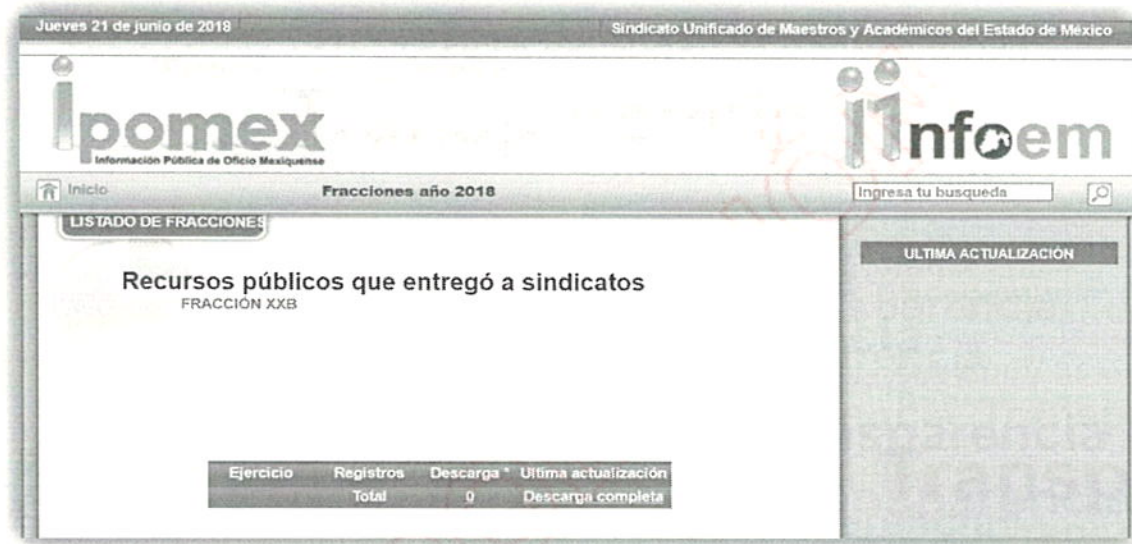 Jueves 21 de junio de 2018
Sindicato Unificado de Maestros y Académicos del Estado de México
ipomex
Información Pública de Oficio Mexiquense
infoem
Inicio
Fracciones año 2018
Ingresa tu busqueda
LISTADO DE FRACCIONES
ULTIMA ACTUALIZACIÓN
Recursos públicos que entregó a sindicatos
FRACCIÓN XXB
Ejercicio Registros Descarga * Ultima actualización
Total 0 Descarga completa